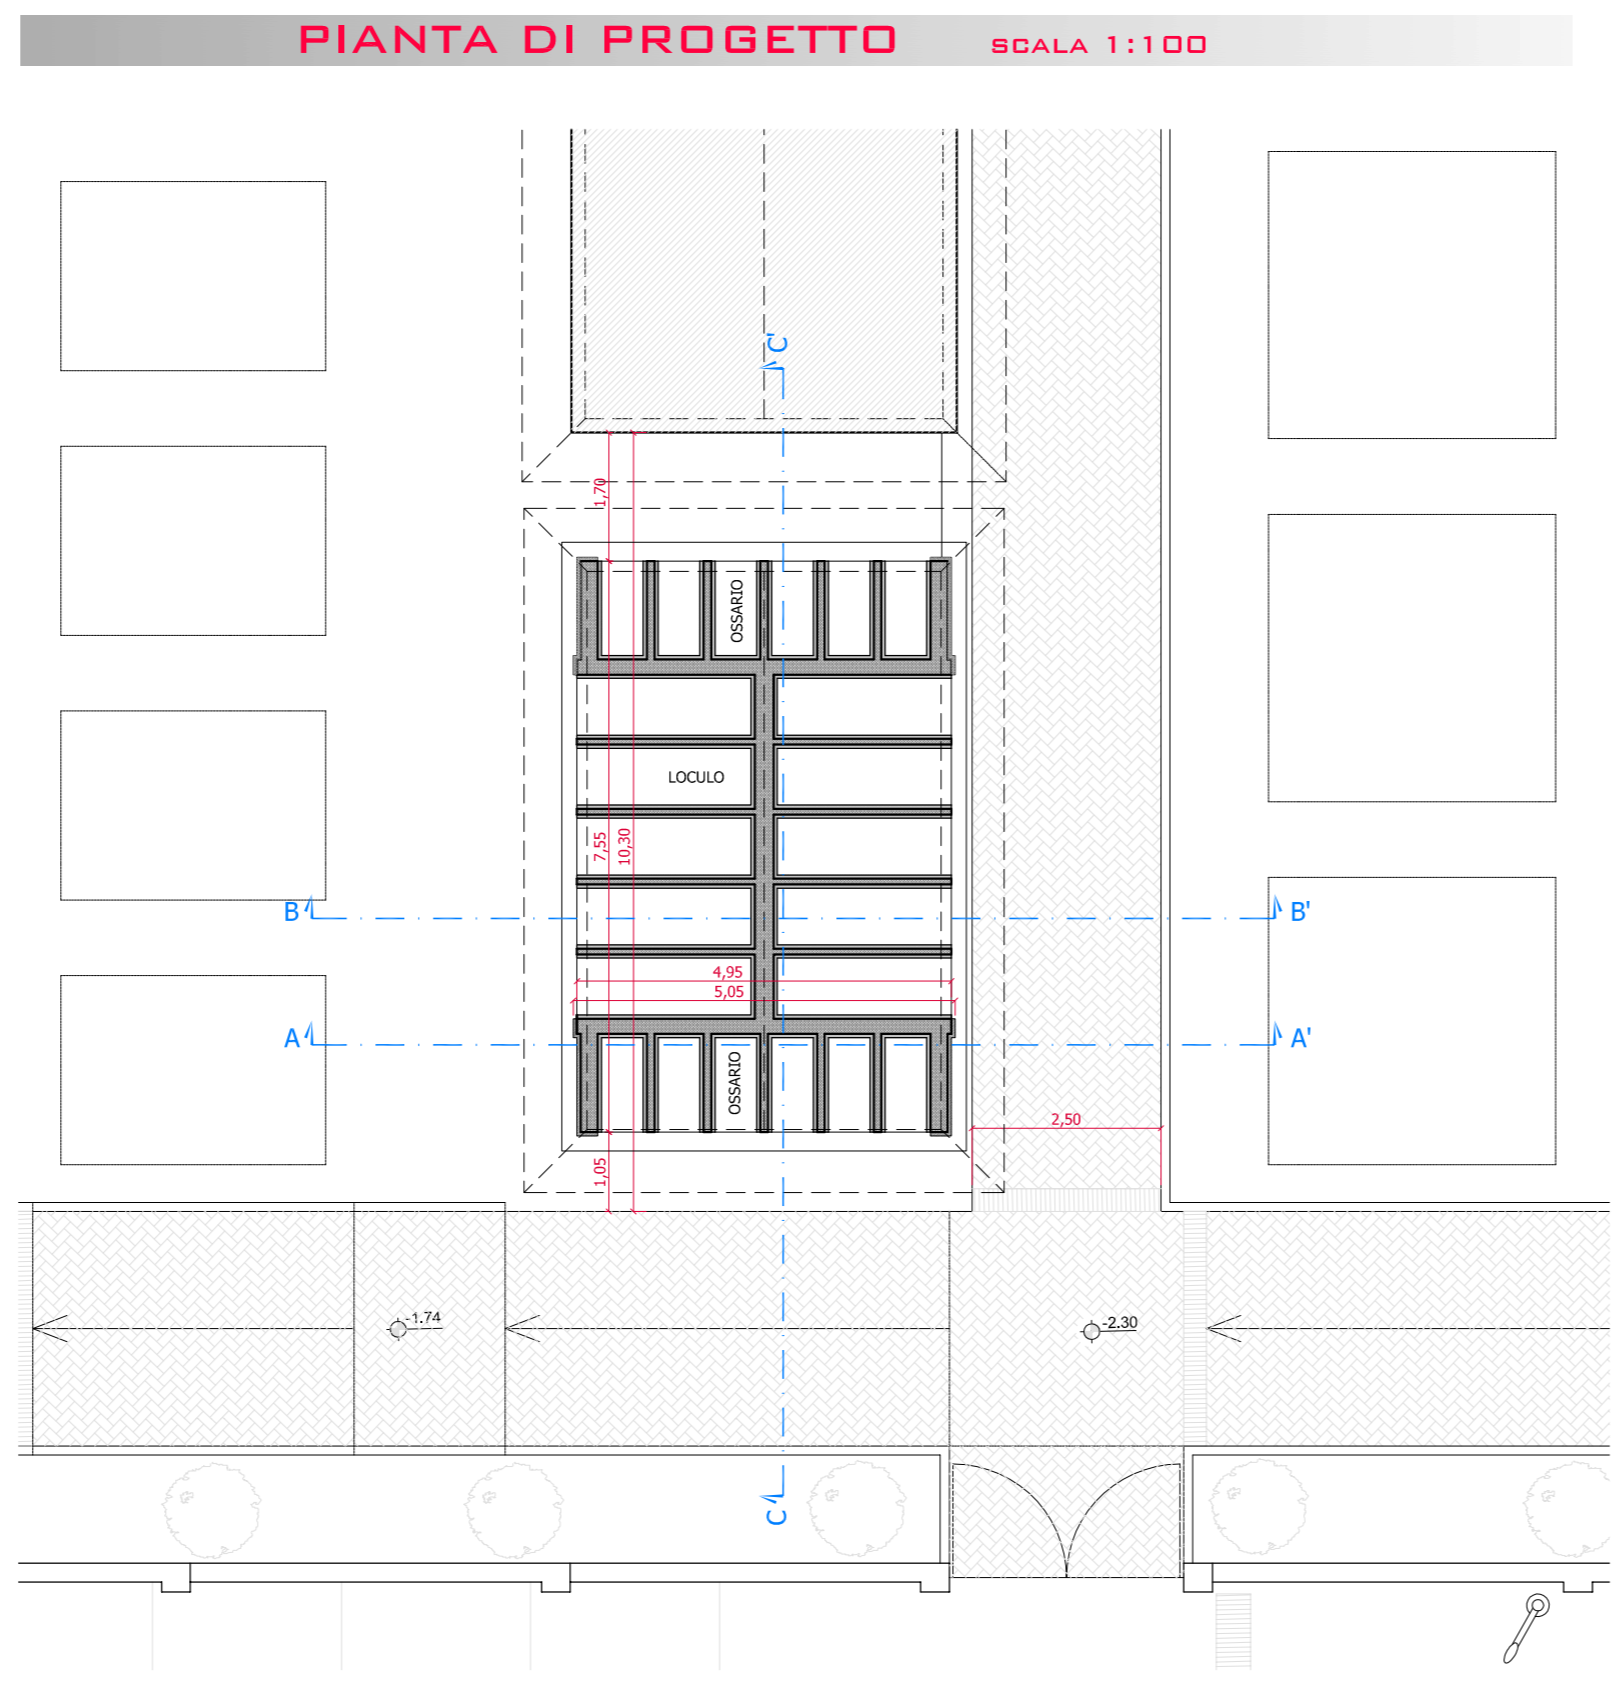 PIANTA DI PROGETTO SCALA 1:100
C'
1,70
OSSARIO
LOCULO
7,55
10,30
B B'
4,95
5,05
A A'
OSSARIO
2,50
1,05
-1.74
-2.30
C